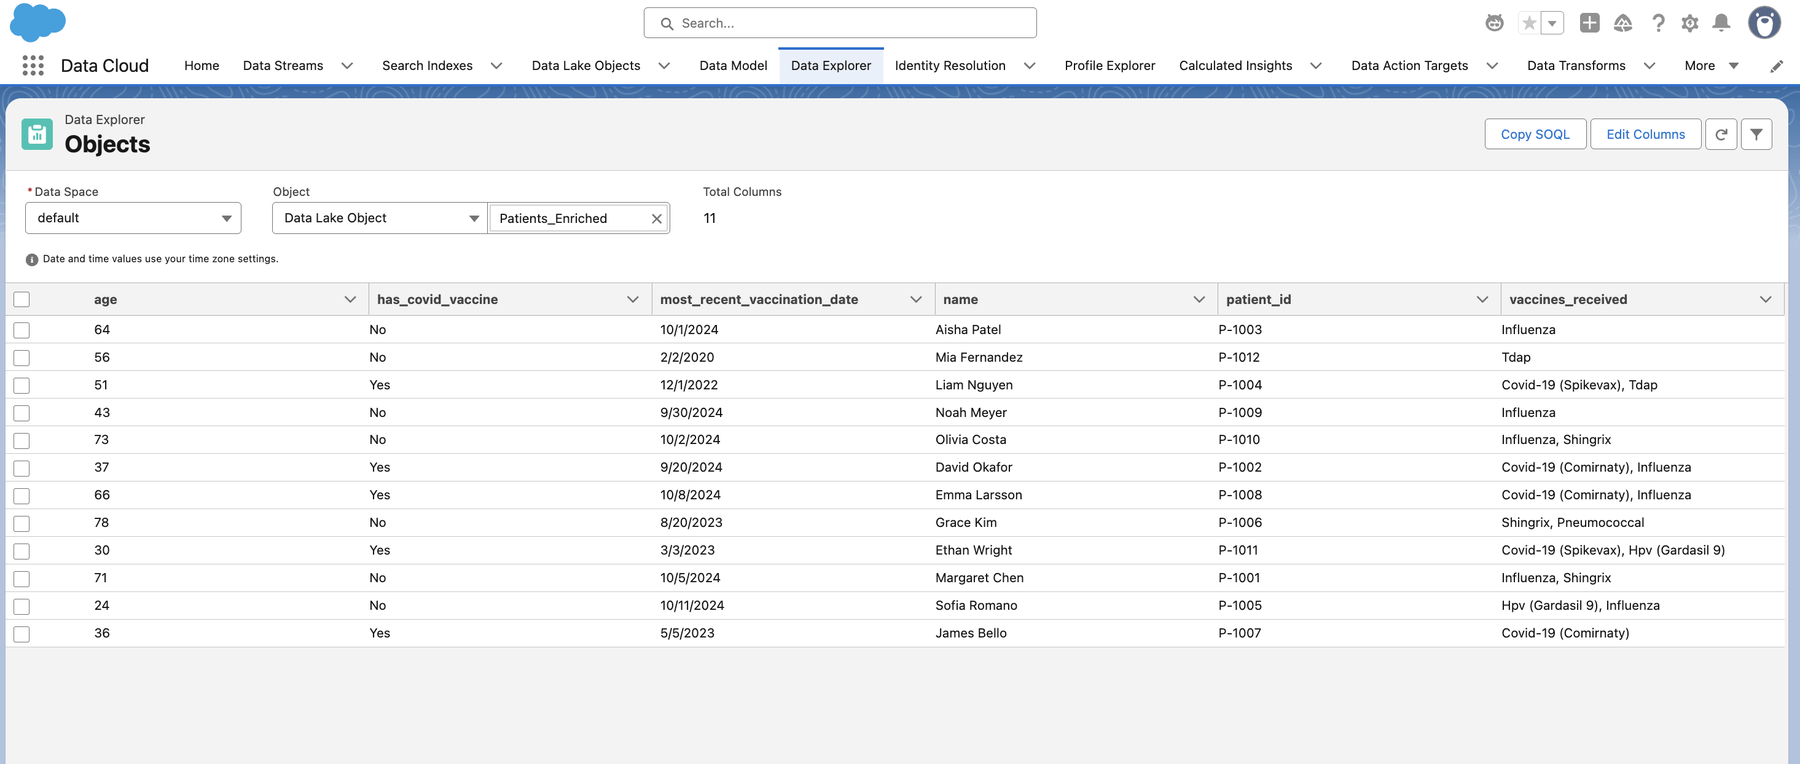 Search...
Data Cloud Home Data Streams Search Indexes Data Lake Objects Data Model Data Explorer Identity Resolution Profile Explorer Calculated Insights Data Action Targets Data Transforms More
Data Explorer
Objects
Copy SOQL Edit Columns
* Data Space Object Total Columns
default Data Lake Object Patients_Enriched 11
Date and time values use your time zone settings.
age has_covid_vaccine most_recent_vaccination_date name patient_id vaccines_received
64 No 10/1/2024 Aisha Patel P-1003 Influenza
56 No 2/2/2020 Mia Fernandez P-1012 Tdap
51 Yes 12/1/2022 Liam Nguyen P-1004 Covid-19 (Spikevax), Tdap
43 No 9/30/2024 Noah Meyer P-1009 Influenza
73 No 10/2/2024 Olivia Costa P-1010 Influenza, Shingrix
37 Yes 9/20/2024 David Okafor P-1002 Covid-19 (Comirnaty), Influenza
66 Yes 10/8/2024 Emma Larsson P-1008 Covid-19 (Comirnaty), Influenza
78 No 8/20/2023 Grace Kim P-1006 Shingrix, Pneumococcal
30 Yes 3/3/2023 Ethan Wright P-1011 Covid-19 (Spikevax), Hpv (Gardasil 9)
71 No 10/5/2024 Margaret Chen P-1001 Influenza, Shingrix
24 No 10/11/2024 Sofia Romano P-1005 Hpv (Gardasil 9), Influenza
36 Yes 5/5/2023 James Bello P-1007 Covid-19 (Comirnaty)